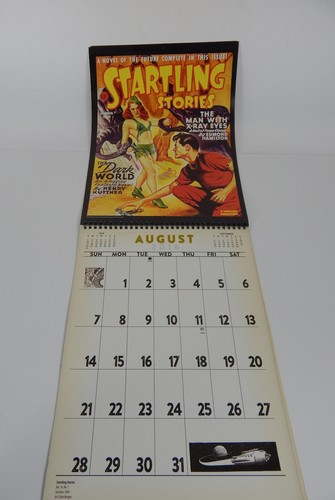 A NOVEL OF THE FUTURE COMPLETE IN THIS ISSUE!
STARTLING
STORIES
THE
MAN WITH
X-RAY EYES
By EDMOND
HAMILTON
The
Dark
WORLD
By HENRY
KUTTNER
AUGUST
SUN MON TUE WED THU FRI SAT
1 2 3 4 5 6
7 8 9 10 11 12 13
14 15 16 17 18 19 20
21 22 23 24 25 26 27
28 29 30 31
Startling Stories